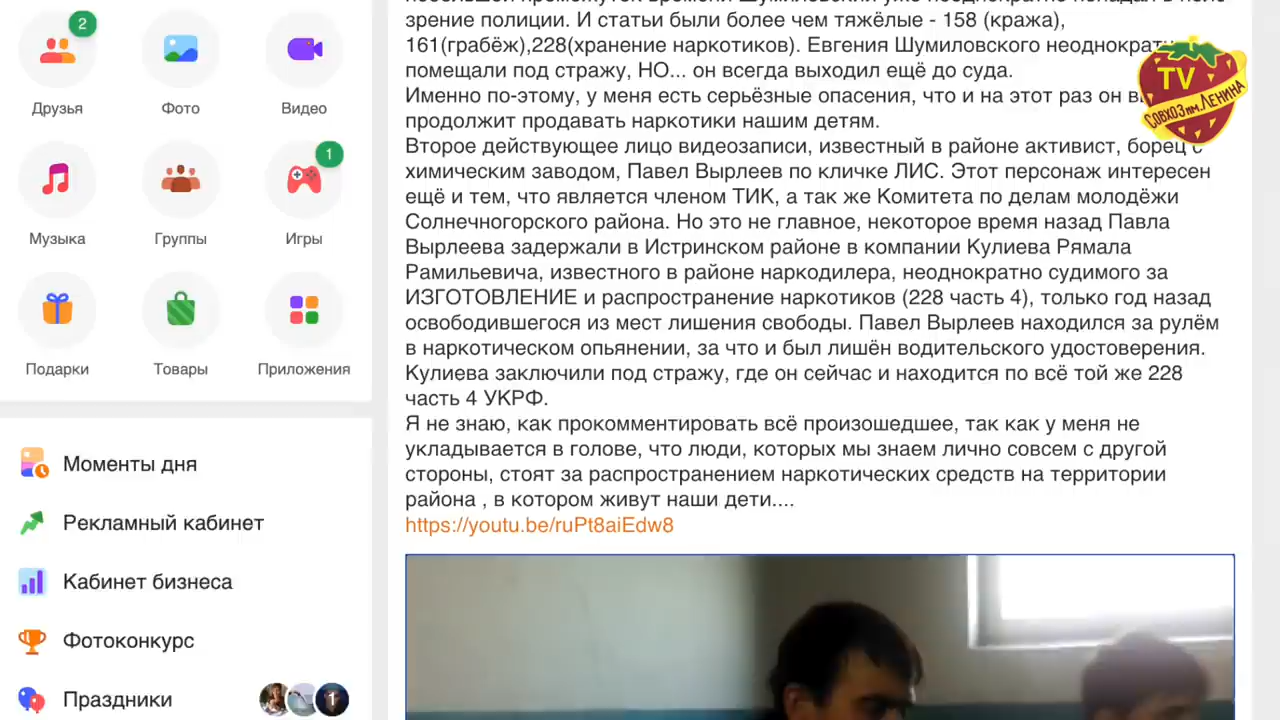 2
Друзья
Фото
Видео
1
Музыка
Группы
Игры
Подарки
Товары
Приложения
Моменты дня
Рекламный кабинет
Кабинет бизнеса
Фотоконкурс
Праздники
1
зрение полиции. И статьи были более чем тяжёлые - 158 (кража),
161(грабёж),228(хранение наркотиков). Евгения Шумиловского
помещали под стражу, НО... он всегда выходил ещё до суда.
Именно по-этому, у меня есть серьёзные опасения, что и на этот раз он
продолжит продавать наркотики нашим детям.
Второе действующее лицо видеозаписи, известный в районе активист, борец с
химическим заводом, Павел Вырлеев по кличке ЛИС. Этот персонаж интересен
ещё и тем, что является членом ТИК, а так же Комитета по делам молодёжи
Солнечногорского района. Но это не главное, некоторое время назад Павла
Вырлеева задержали в Истринском районе в компании Кулиева Рямала
Рамильевича, известного в районе наркодилера, неоднократно судимого за
ИЗГОТОВЛЕНИЕ и распространение наркотиков (228 часть 4), только год назад
освободившегося из мест лишения свободы. Павел Вырлеев находился за рулём
в наркотическом опьянении, за что и был лишён водительского удостоверения.
Кулиева заключили под стражу, где он сейчас и находится по всё той же 228
часть 4 УКРФ.
Я не знаю, как прокомментировать всё произошедшее, так как у меня не
укладывается в голове, что люди, которых мы знаем лично совсем с другой
стороны, стоят за распространением наркотических средств на территории
района , в котором живут наши дети....
https://youtu.be/ruPt8aiEdw8
TV
СОВХОЗ им. ЛЕНИНА